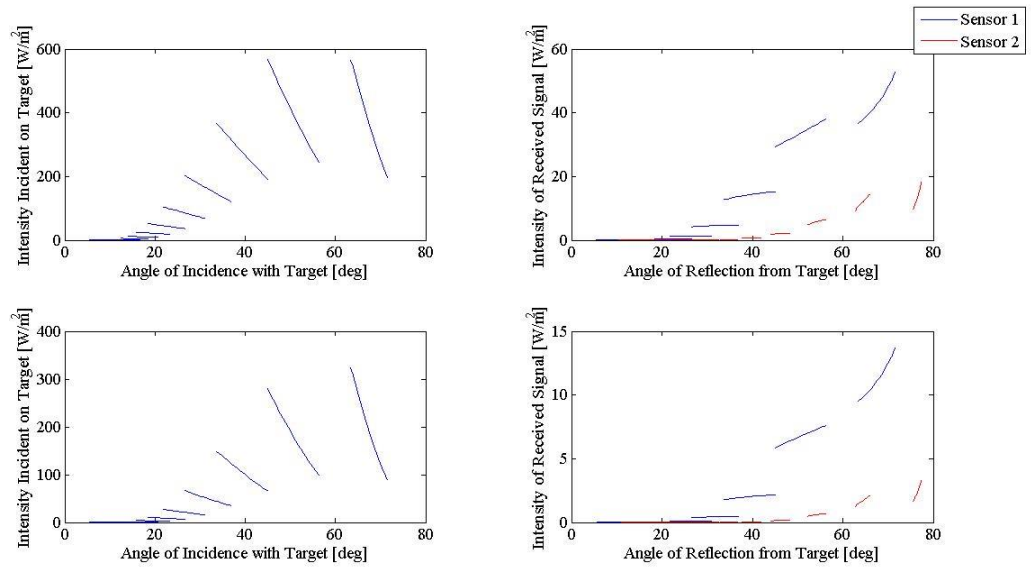 Sensor 1
Sensor 2
Intensity Incident on Target [W/m²]
600
400
200
0
0 20 40 60 80
Angle of Incidence with Target [deg]
Intensity of Received Signal [W/m²]
60
40
20
0
0 20 40 60 80
Angle of Reflection from Target [deg]
Intensity Incident on Target [W/m²]
400
300
200
100
0
0 20 40 60 80
Angle of Incidence with Target [deg]
Intensity of Received Signal [W/m²]
15
10
5
0
0 20 40 60 80
Angle of Reflection from Target [deg]